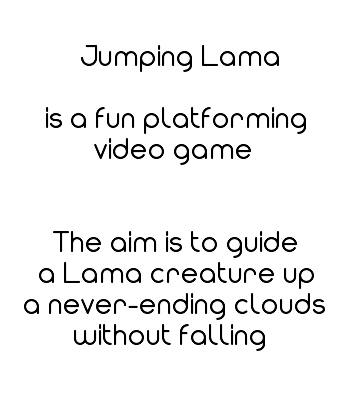 Jumping Lama
is a fun platforming
video game
The aim is to guide
a Lama creature up
a never-ending clouds
without falling